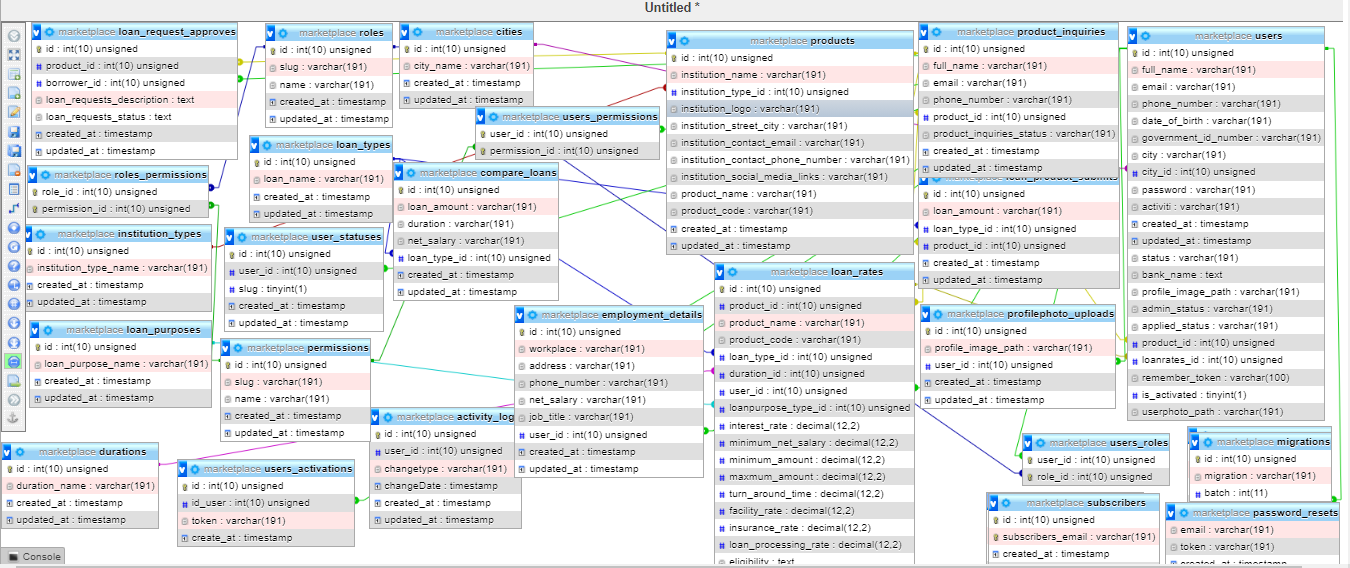 Untitled *
marketplace loan_request_approves
id : int(10) unsigned
product_id : int(10) unsigned
borrower_id : int(10) unsigned
loan_requests_description : text
loan_requests_status : text
created_at : timestamp
updated_at : timestamp
marketplace roles
id : int(10) unsigned
slug : varchar(191)
name : varchar(191)
created_at : timestamp
updated_at : timestamp
marketplace cities
id : int(10) unsigned
city_name : varchar(191)
created_at : timestamp
updated_at : timestamp
marketplace products
id : int(10) unsigned
institution_name : varchar(191)
institution_type_id : int(10) unsigned
institution_logo : varchar(191)
institution_street_city : varchar(191)
institution_contact_email : varchar(191)
institution_contact_phone_number : varchar(191)
institution_social_media_links : varchar(191)
product_name : varchar(191)
product_code : varchar(191)
created_at : timestamp
updated_at : timestamp
marketplace product_inquiries
id : int(10) unsigned
full_name : varchar(191)
email : varchar(191)
phone_number : varchar(191)
product_id : int(10) unsigned
product_inquiries_status : varchar(191)
created_at : timestamp
updated_at : timestamp
marketplace users
id : int(10) unsigned
full_name : varchar(191)
email : varchar(191)
phone_number : varchar(191)
date_of_birth : varchar(191)
government_id_number : varchar(191)
city : varchar(191)
city_id : int(10) unsigned
password : varchar(191)
activiti : varchar(191)
created_at : timestamp
updated_at : timestamp
status : varchar(191)
bank_name : text
profile_image_path : varchar(191)
admin_status : varchar(191)
applied_status : varchar(191)
product_id : int(10) unsigned
loanrates_id : int(10) unsigned
remember_token : varchar(100)
is_activated : tinyint(1)
userphoto_path : varchar(191)
marketplace users_permissions
user_id : int(10) unsigned
permission_id : int(10) unsigned
marketplace loan_types
id : int(10) unsigned
loan_name : varchar(191)
created_at : timestamp
updated_at : timestamp
marketplace compare_loans
id : int(10) unsigned
loan_amount : varchar(191)
duration : varchar(191)
net_salary : varchar(191)
loan_type_id : int(10) unsigned
created_at : timestamp
updated_at : timestamp
marketplace roles_permissions
role_id : int(10) unsigned
permission_id : int(10) unsigned
marketplace loan_product_submits
id : int(10) unsigned
loan_amount : varchar(191)
loan_type_id : int(10) unsigned
product_id : int(10) unsigned
created_at : timestamp
updated_at : timestamp
marketplace institution_types
id : int(10) unsigned
institution_type_name : varchar(191)
created_at : timestamp
updated_at : timestamp
marketplace user_statuses
id : int(10) unsigned
user_id : int(10) unsigned
slug : tinyint(1)
created_at : timestamp
updated_at : timestamp
marketplace loan_rates
id : int(10) unsigned
product_id : int(10) unsigned
product_name : varchar(191)
product_code : varchar(191)
loan_type_id : int(10) unsigned
duration_id : int(10) unsigned
user_id : int(10) unsigned
loanpurpose_type_id : int(10) unsigned
interest_rate : decimal(12,2)
minimum_net_salary : decimal(12,2)
minimum_amount : decimal(12,2)
maxmum_amount : decimal(12,2)
turn_around_time : decimal(12,2)
facility_rate : decimal(12,2)
insurance_rate : decimal(12,2)
loan_processing_rate : decimal(12,2)
eligibility : text
marketplace employment_details
id : int(10) unsigned
workplace : varchar(191)
address : varchar(191)
phone_number : varchar(191)
net_salary : varchar(191)
job_title : varchar(191)
user_id : int(10) unsigned
created_at : timestamp
updated_at : timestamp
marketplace profilephoto_uploads
id : int(10) unsigned
profile_image_path : varchar(191)
user_id : int(10) unsigned
created_at : timestamp
updated_at : timestamp
marketplace loan_purposes
id : int(10) unsigned
loan_purpose_name : varchar(191)
created_at : timestamp
updated_at : timestamp
marketplace permissions
id : int(10) unsigned
slug : varchar(191)
name : varchar(191)
created_at : timestamp
updated_at : timestamp
marketplace activity_log
id : int(10) unsigned
user_id : int(10) unsigned
changetype : varchar(191)
changeDate : timestamp
created_at : timestamp
updated_at : timestamp
marketplace durations
id : int(10) unsigned
duration_name : varchar(191)
created_at : timestamp
updated_at : timestamp
marketplace users_activations
id : int(10) unsigned
id_user : int(10) unsigned
token : varchar(191)
create_at : timestamp
marketplace users_roles
user_id : int(10) unsigned
role_id : int(10) unsigned
marketplace migrations
id : int(10) unsigned
migration : varchar(191)
batch : int(11)
marketplace subscribers
id : int(10) unsigned
subscribers_email : varchar(191)
created_at : timestamp
marketplace password_resets
email : varchar(191)
token : varchar(191)
created_at : timestamp
Console